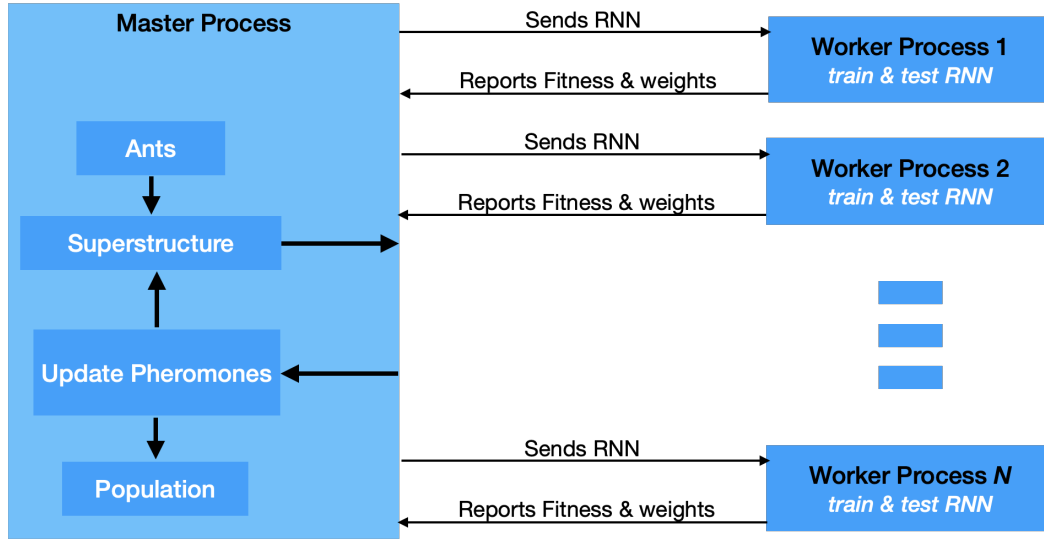 Master Process
Ants
Superstructure
Update Pheromones
Population
Sends RNN
Reports Fitness & weights
Worker Process 1
train & test RNN
Sends RNN
Reports Fitness & weights
Worker Process 2
train & test RNN
Sends RNN
Reports Fitness & weights
Worker Process N
train & test RNN